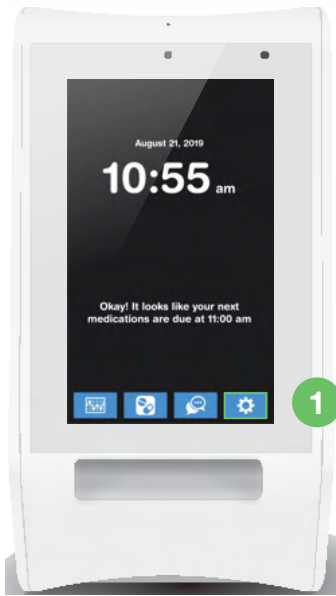 August 21, 2019
10:55 am
Okay! It looks like your next
medications are due at 11:00 am
1